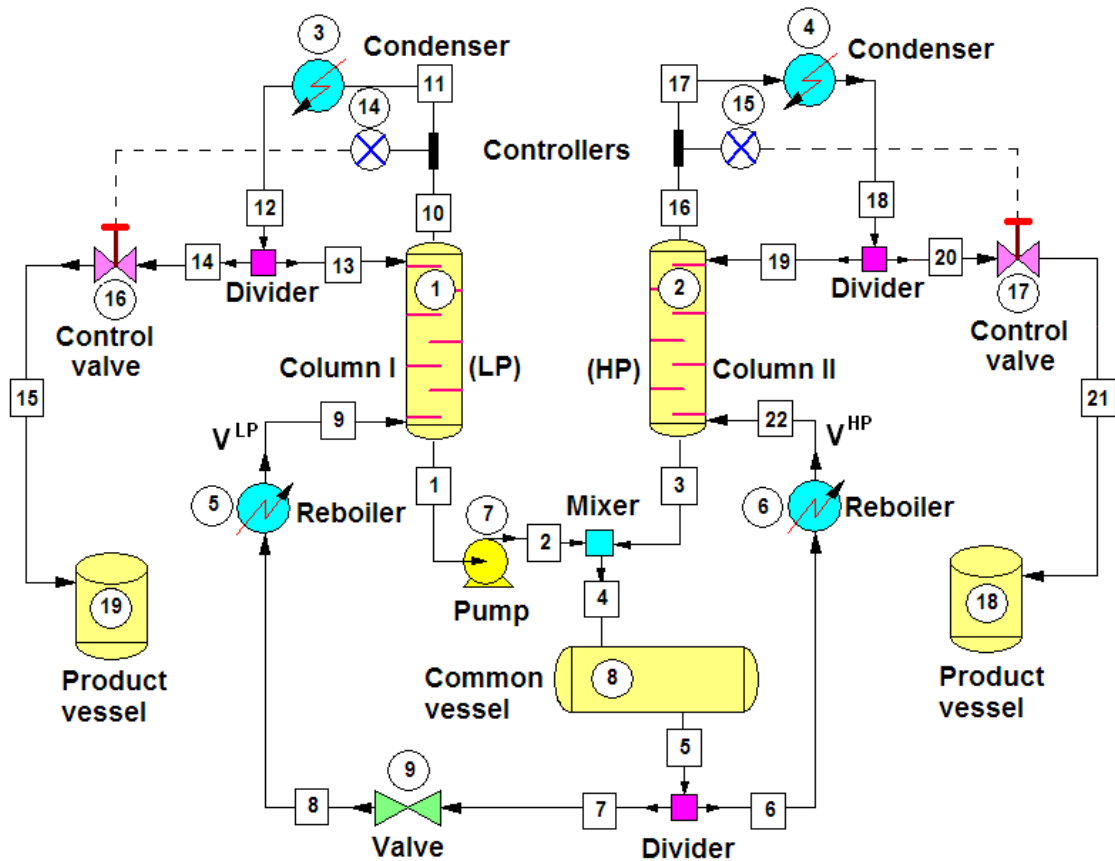 3
Condenser
4
Condenser
11
17
14
15
Controllers
12
10
16
18
14
13
19
20
Divider
1
2
Divider
16
17
Control
valve
Control
valve
Column I
(LP)
(HP)
Column II
15
21
9
22
V LP
V HP
1
3
5
Reboiler
7
Mixer
6
Reboiler
2
4
Pump
19
18
Product
vessel
Common
vessel
8
Product
vessel
5
9
8
7
6
Valve
Divider